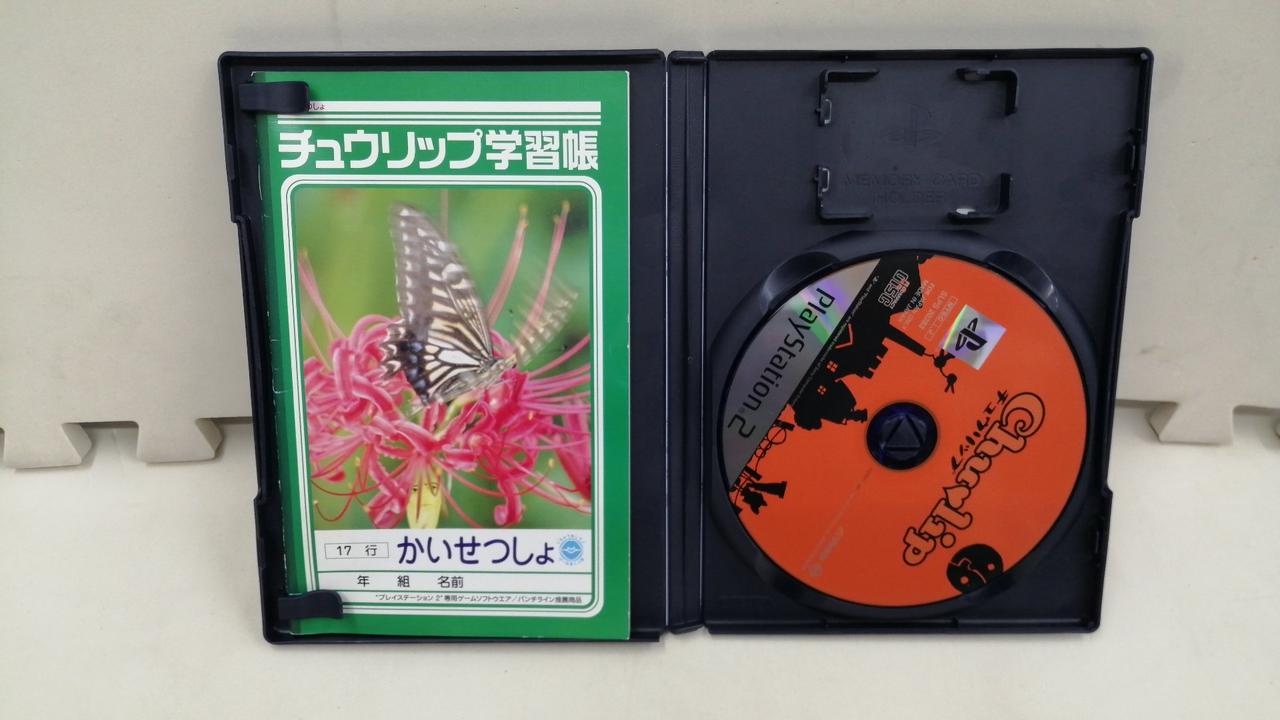 チュウリップ学習帳
17 行
かいせつしょ
年 組 名前
"プレイステーション 2"専用ゲームソフトウエア/パンチライン推薦商品
MEMORY CARD
HOLDER
PlayStation.2
DISC
Chulip
チュウリップ